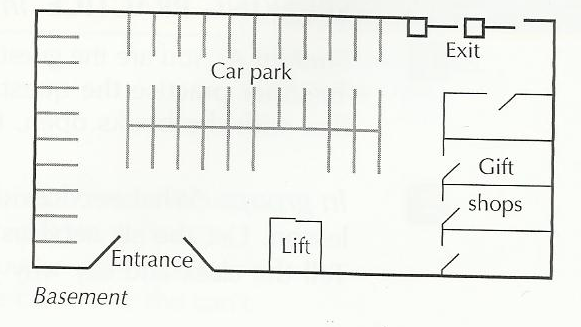 Exit
Car park
Gift
shops
Lift
Entrance
Basement